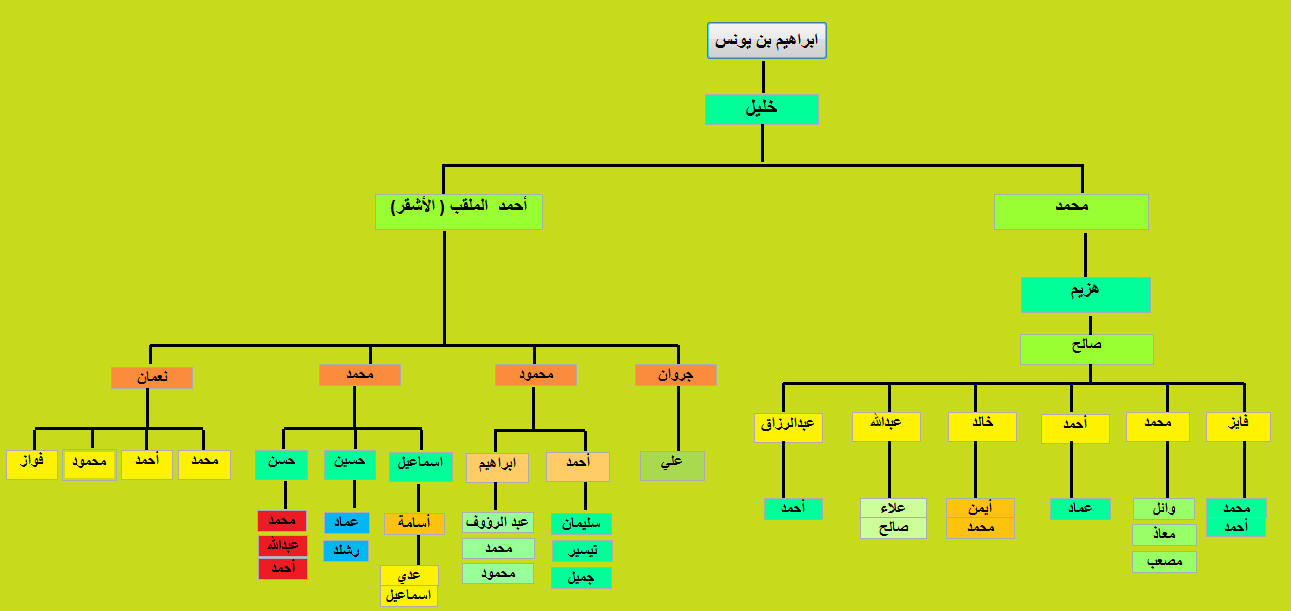 ابراهيم بن يونس
خليل
محمد
أحمد الملقب ( الأشقر)
هزيم
صالح
جروان
محمود
محمد
نعمان
فايز
محمد
أحمد
خالد
عبدالله
عبدالرزاق
علي
أحمد
ابراهيم
اسماعيل
حسين
حسن
محمد
أحمد
محمود
فواز
محمد
أحمد
وائل
معاذ
مصعب
عماد
أيمن
محمد
علاء
صالح
أحمد
سليمان
تيسير
جميل
عبد الرؤوف
محمد
محمود
أسامة
عدي
اسماعيل
عماد
رشلد
محمد
عبدالله
أحمد